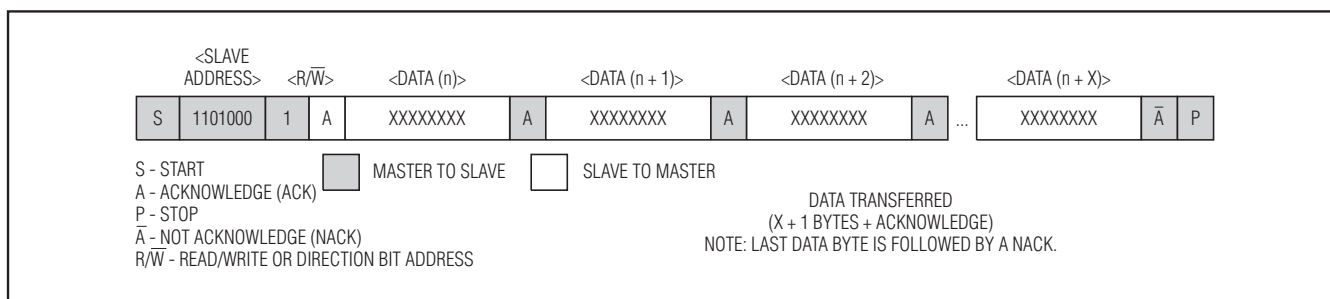 <SLAVE
ADDRESS> <R/W̅> <DATA (n)> <DATA (n + 1)> <DATA (n + 2)> <DATA (n + X)>
S 1101000 1 A XXXXXXXX A XXXXXXXX A XXXXXXXX A ... XXXXXXXX A̅ P
S - START
MASTER TO SLAVE SLAVE TO MASTER
A - ACKNOWLEDGE (ACK)
P - STOP
A̅ - NOT ACKNOWLEDGE (NACK)
R/W̅ - READ/WRITE OR DIRECTION BIT ADDRESS
DATA TRANSFERRED
(X + 1 BYTES + ACKNOWLEDGE)
NOTE: LAST DATA BYTE IS FOLLOWED BY A NACK.